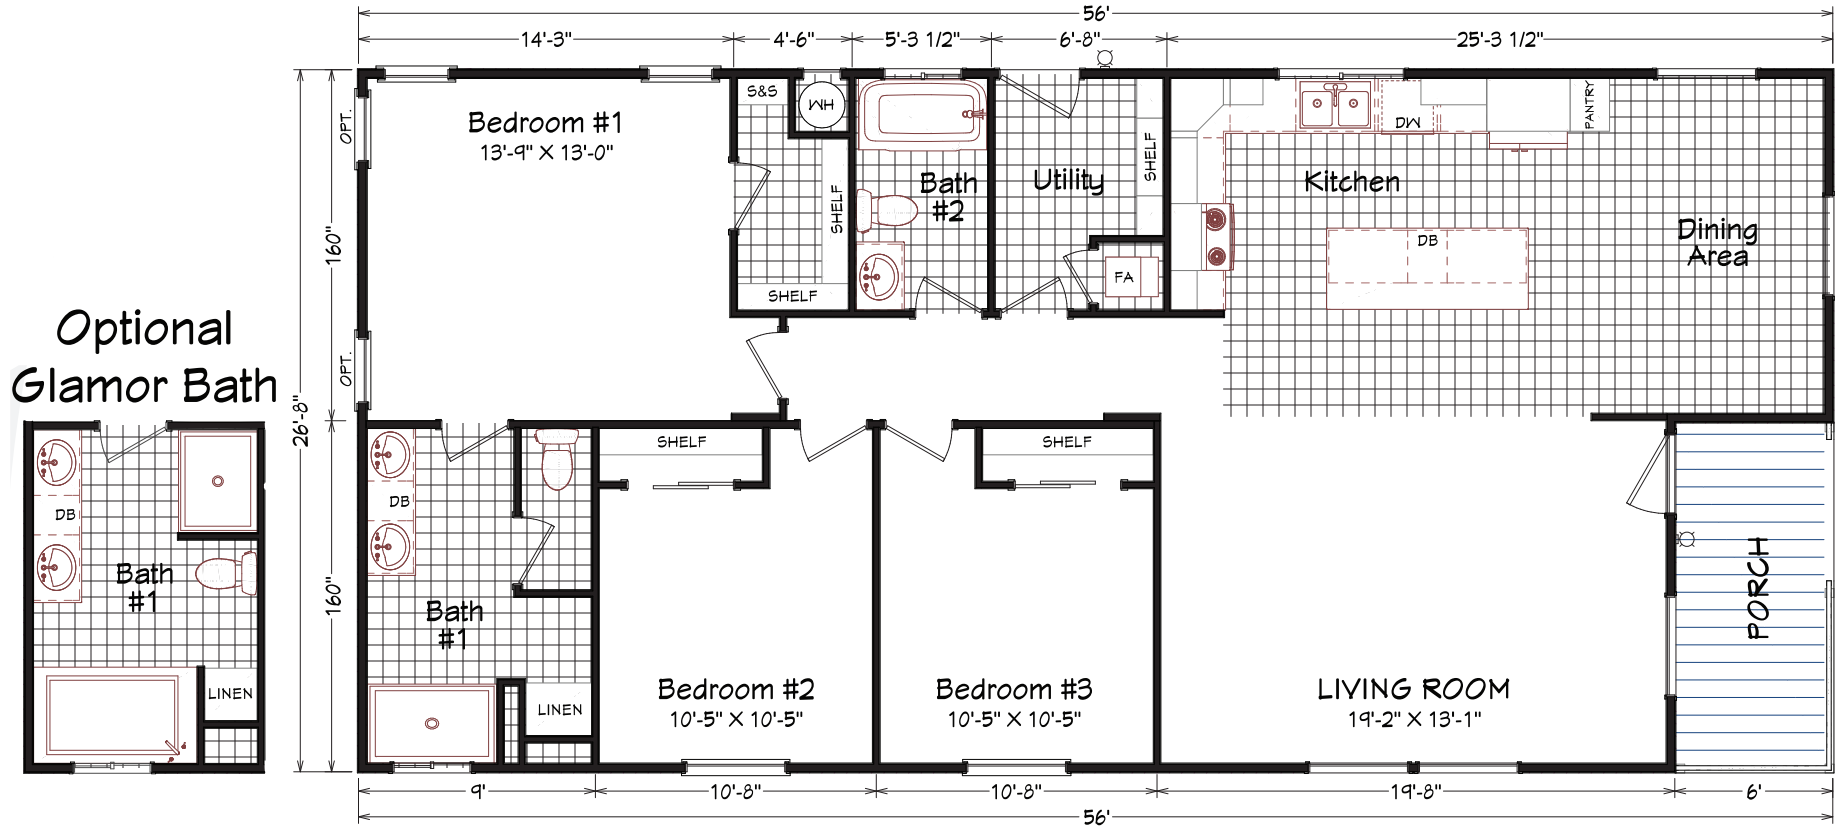 56'
14'-3"
4'-6"
5'-3 1/2"
6'-8"
25'-3 1/2"
S&S
WH
OPT.
Bedroom #1
13'-9" X 13'-0"
SHELF
SHELF
Bath
#2
Utility
SHELF
FA
DW
PANTRY
Kitchen
DB
Dining
Area
160"
26'-8"
OPT.
Optional
Glamor Bath
DB
Bath
#1
LINEN
160"
DB
Bath
#1
LINEN
SHELF
Bedroom #2
10'-5" X 10'-5"
SHELF
Bedroom #3
10'-5" X 10'-5"
LIVING ROOM
19'-2" X 13'-1"
PORCH
9'
10'-8"
10'-8"
19'-8"
6'
56'